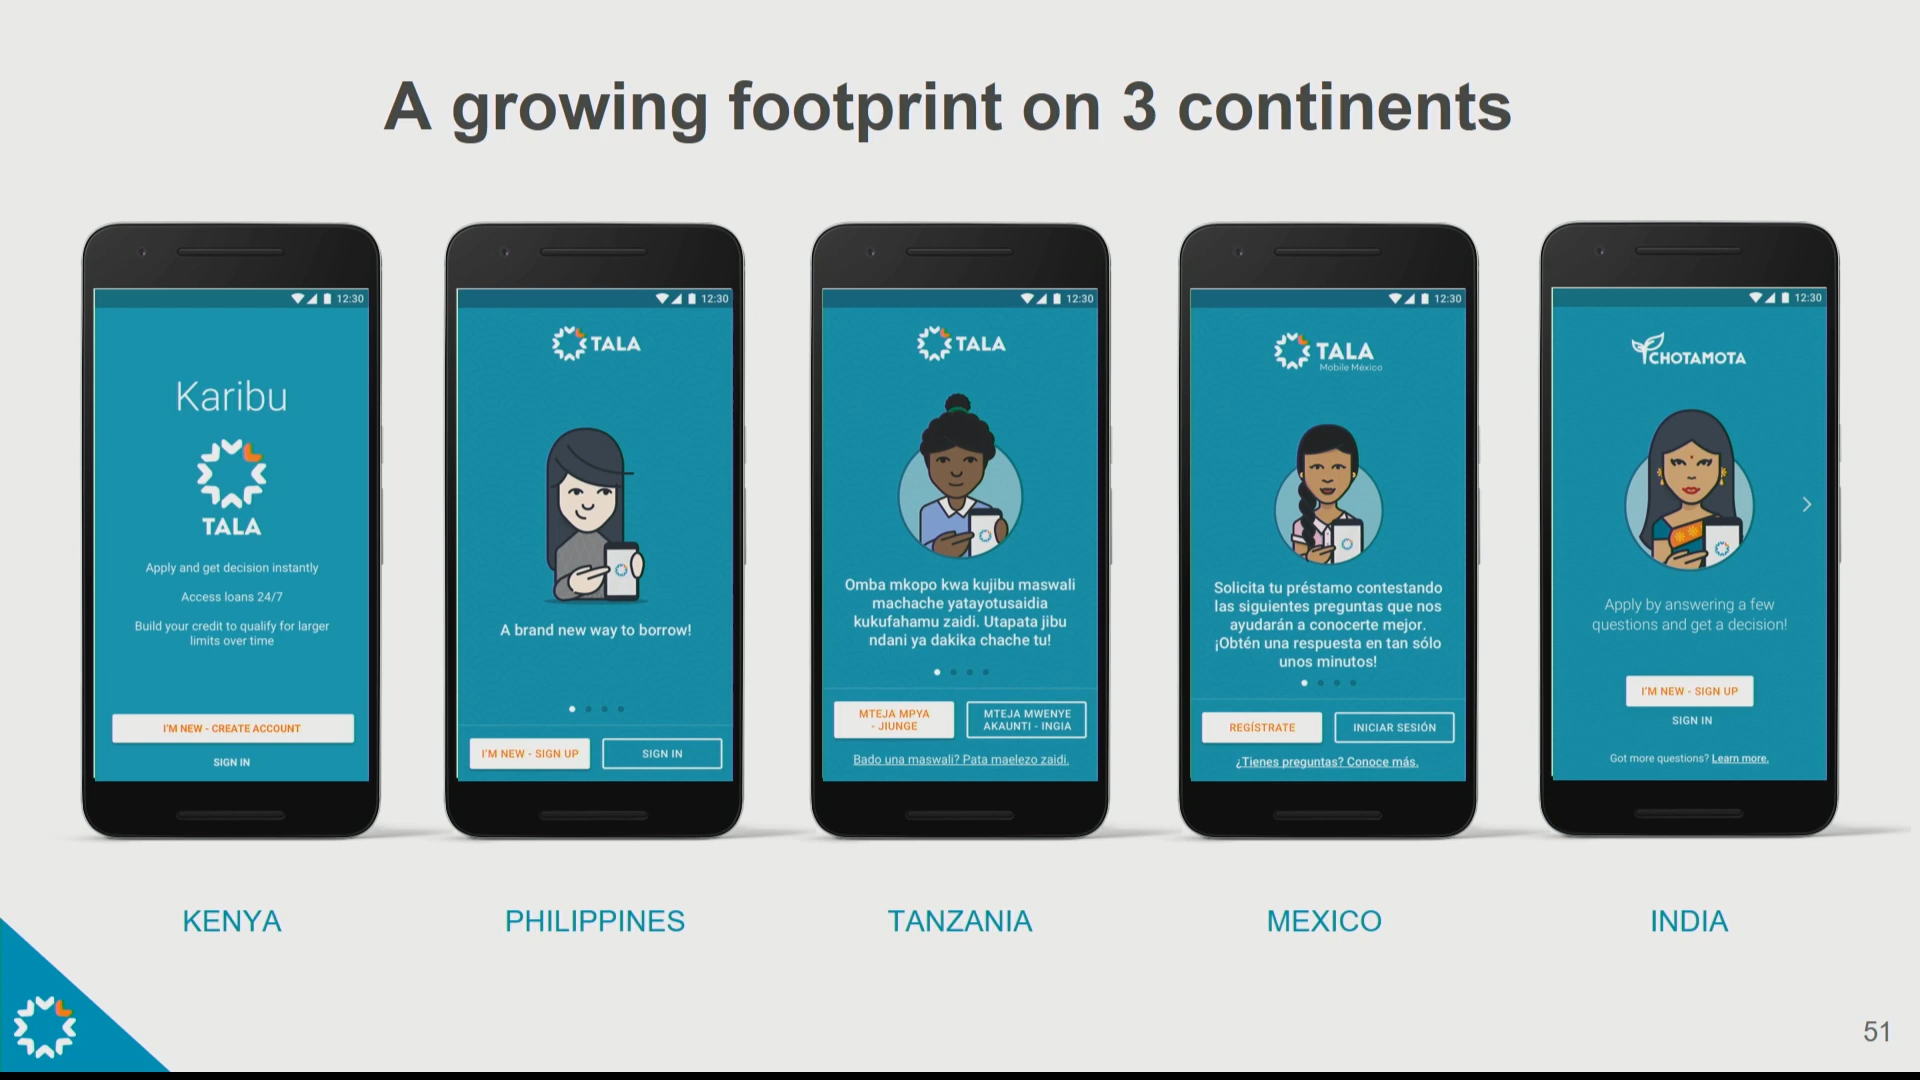 A growing footprint on 3 continents
12:30
Karibu
TALA
Apply and get decision instantly
Access loans 24/7
Build your credit to qualify for larger
limits over time
I'M NEW - CREATE ACCOUNT
SIGN IN
KENYA
12:30
TALA
A brand new way to borrow!
I'M NEW - SIGN UP
SIGN IN
PHILIPPINES
12:30
TALA
Omba mkopo kwa kujibu maswali
machache yatayotusaidia
kukufahamu zaidi. Utapata jibu
ndani ya dakika chache tu!
MTEJA MPYA
- JIUNGE
MTEJA MWENYE
AKAUNTI - INGIA
Bado una maswali? Pata maelezo zaidi.
TANZANIA
12:30
TALA
Mobile México
Solicita tu préstamo contestando
las siguientes preguntas que nos
ayudarán a conocerte mejor.
¡Obtén una respuesta en tan sólo
unos minutos!
REGÍSTRATE
INICIAR SESIÓN
¿Tienes preguntas? Conoce más.
MEXICO
12:30
CHOTAMOTA
Apply by answering a few
questions and get a decision!
I'M NEW - SIGN UP
SIGN IN
Got more questions? Learn more.
INDIA
51